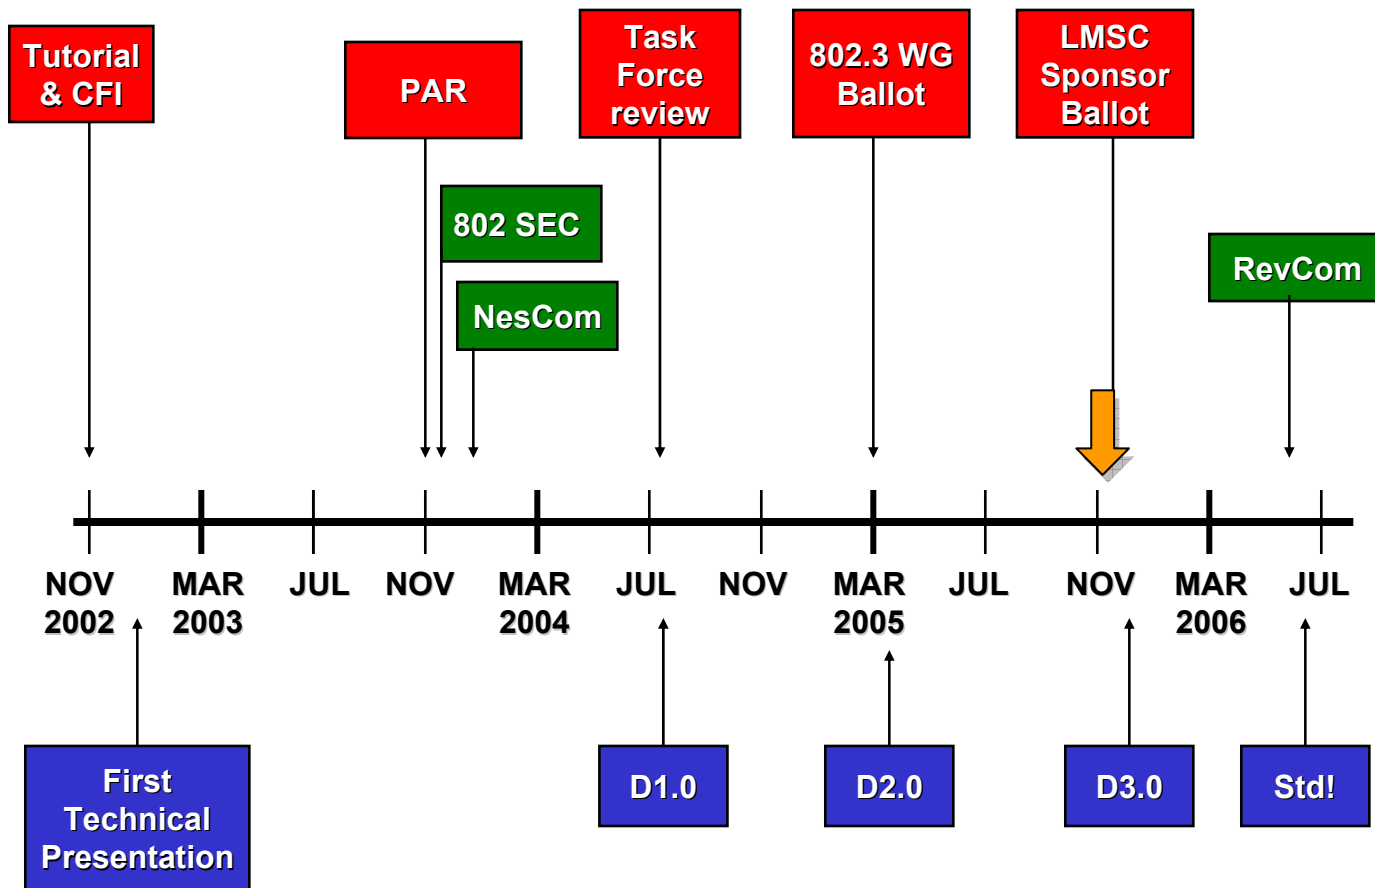 Tutorial
& CFI
PAR
Task
Force
review
802.3 WG
Ballot
LMSC
Sponsor
Ballot
802 SEC
NesCom
RevCom
NOV
2002
MAR
2003
JUL
NOV
MAR
2004
JUL
NOV
MAR
2005
JUL
NOV
MAR
2006
JUL
First
Technical
Presentation
D1.0
D2.0
D3.0
Std!